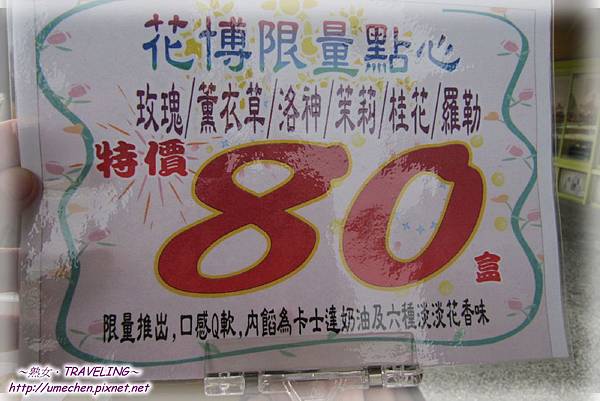 花博限量點心
玫瑰/薰衣草/洛神/茉莉/桂花/羅勒
特價 80 盒
限量推出,口感Q軟,內餡為卡士達奶油及六種淡淡花香味
~熟女·TRAVELING~
http://umechen.pixnet.net